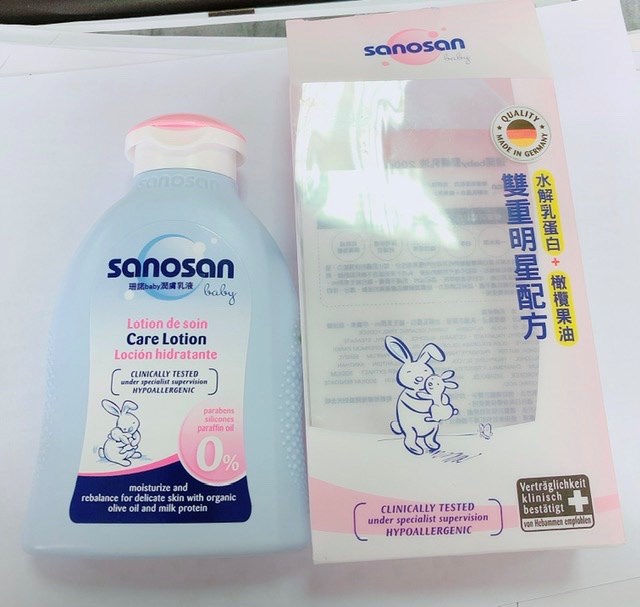 sanosan
sanosan
珊諾baby潤膚乳液
baby
Lotion de soin
Care Lotion
Loción hidratante
CLINICALLY TESTED
under specialist supervision
HYPOALLERGENIC
parabens
silicones
paraffin oil
0%
moisturize and
rebalance for delicate skin with organic
olive oil and milk protein
sanosan
baby
QUALITY
MADE IN GERMANY
水解乳蛋白+橄欖果油
雙重明星配方
CLINICALLY TESTED
under specialist supervision
HYPOALLERGENIC
Verträglichkeit
klinisch
bestätigt
von Hebammen empfohlen